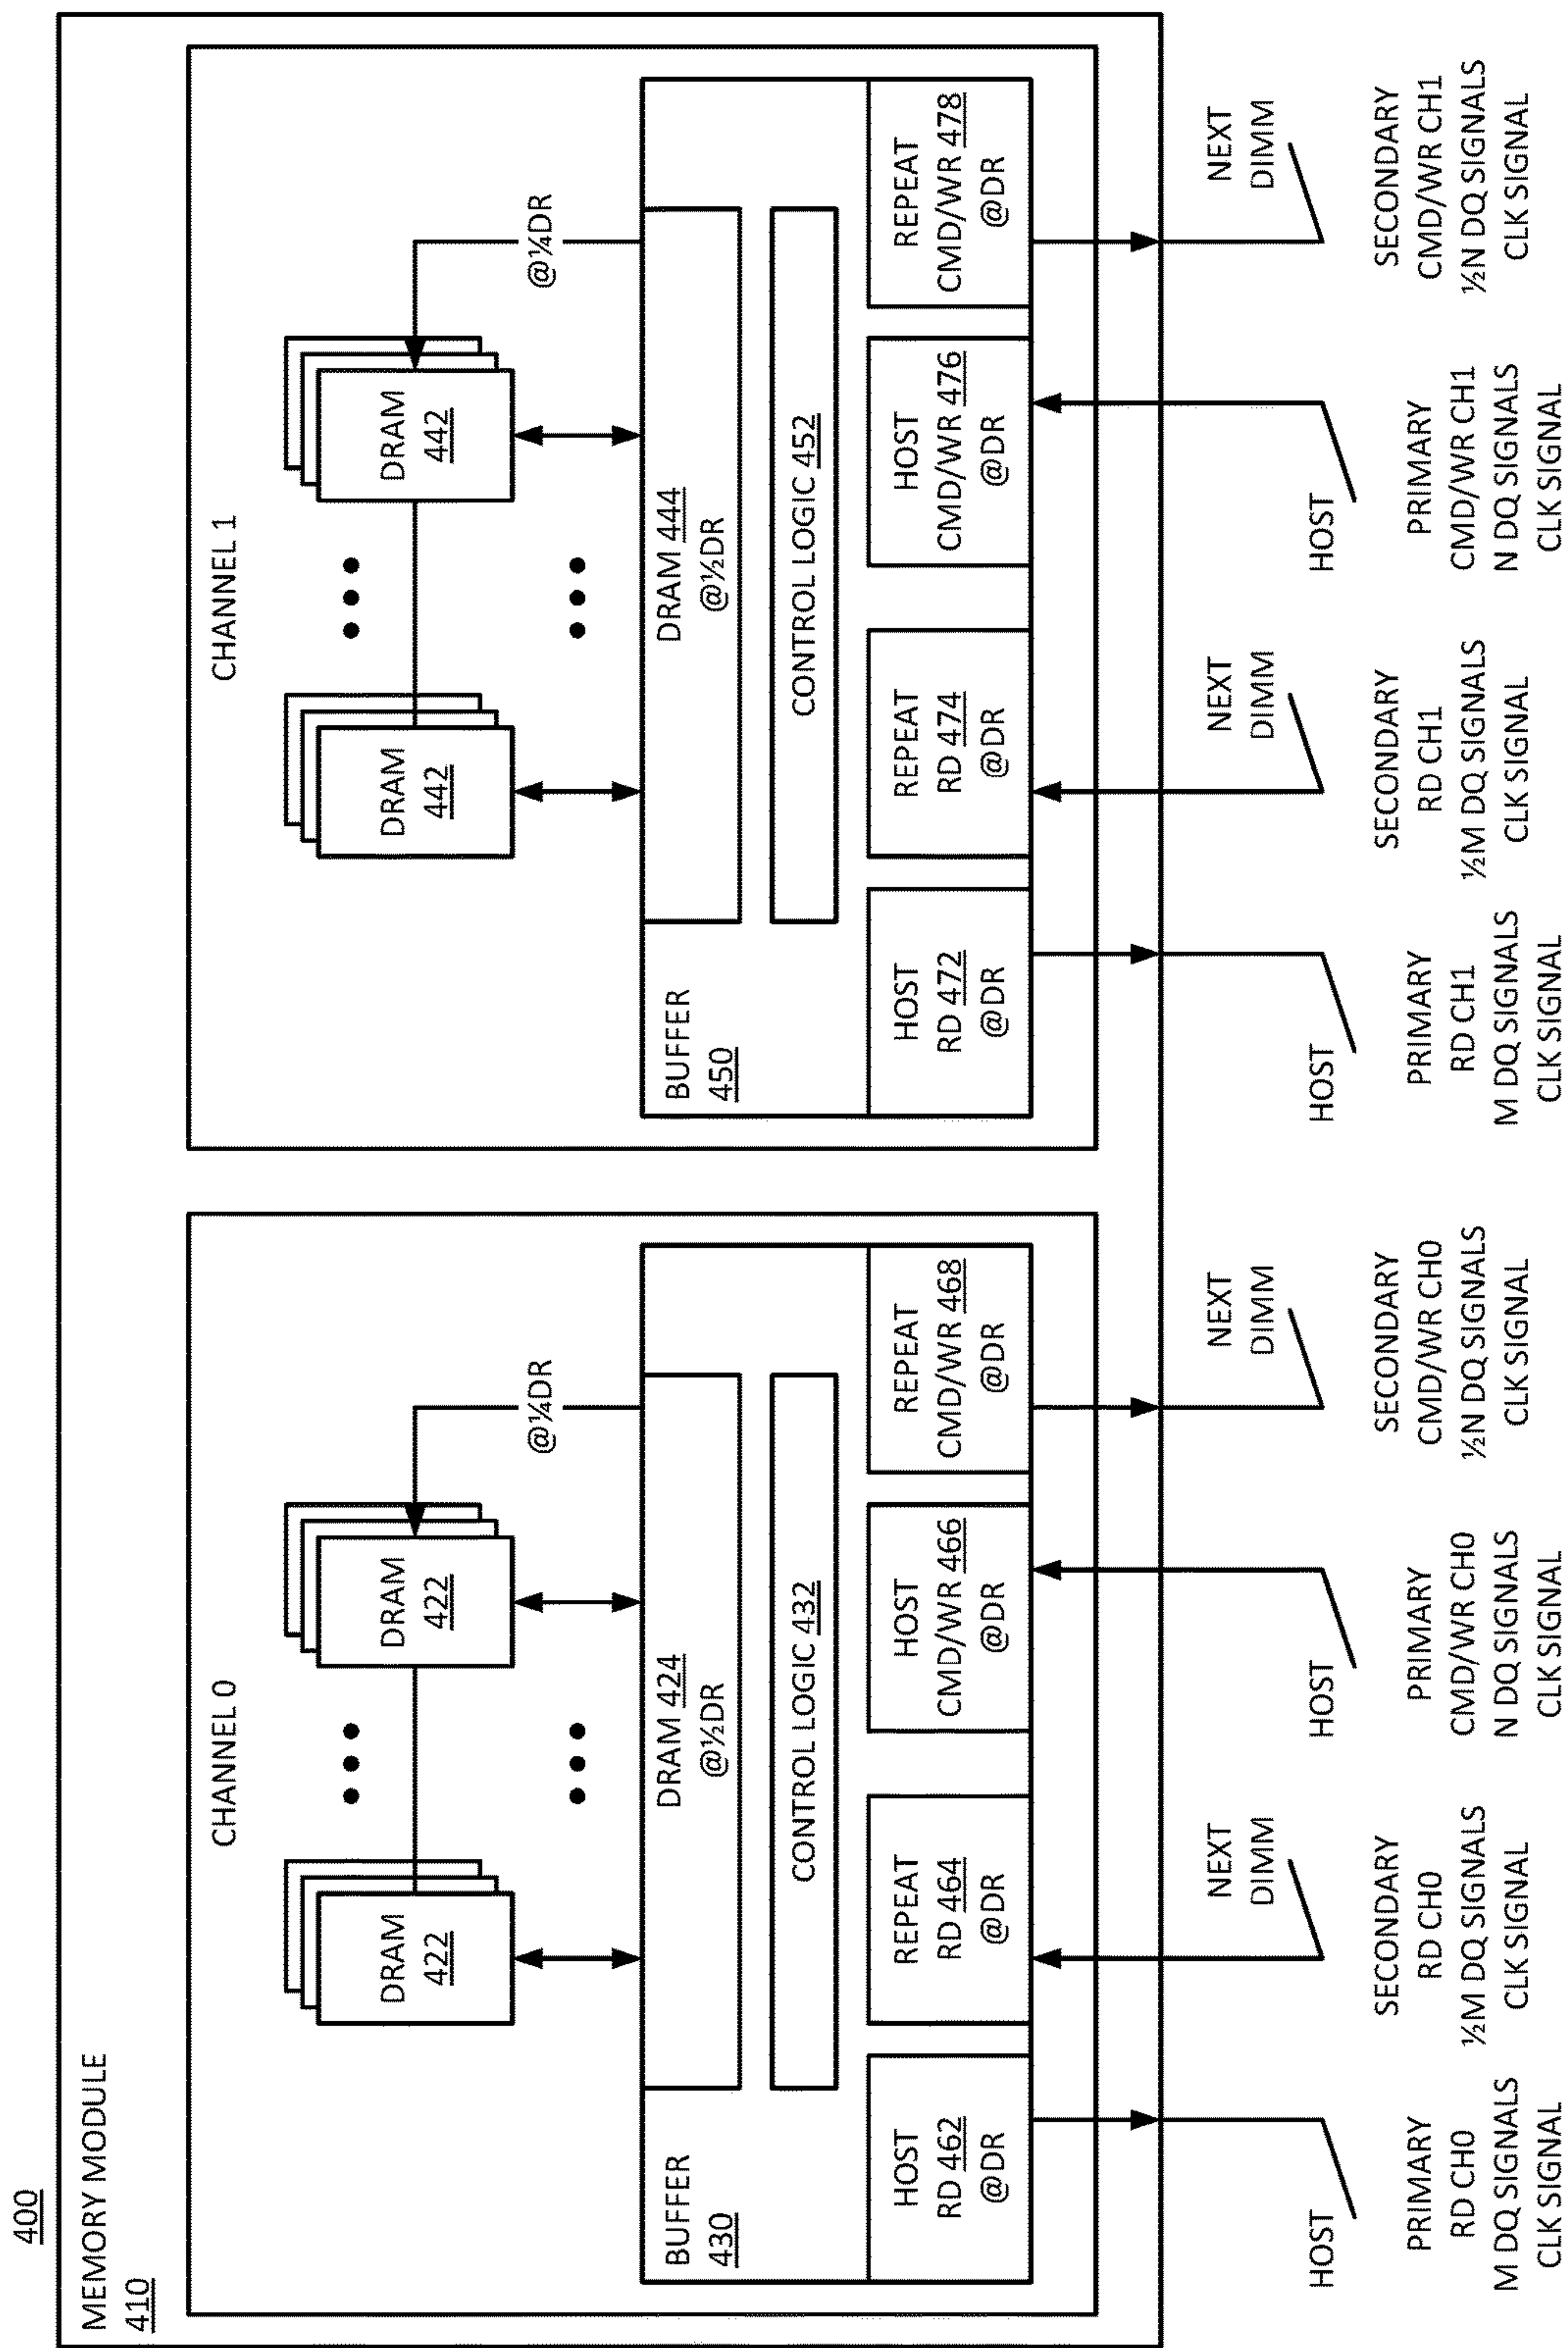 400
MEMORY MODULE
410
CHANNEL 0
DRAM
422
DRAM
422
@¼DR
BUFFER
430
DRAM 424
@½DR
CONTROL LOGIC 432
HOST
RD 462
@DR
REPEAT
RD 464
@DR
HOST
CMD/WR 466
@DR
REPEAT
CMD/WR 468
@DR
CHANNEL 1
DRAM
442
DRAM
442
@¼DR
BUFFER
450
DRAM 444
@½DR
CONTROL LOGIC 452
HOST
RD 472
@DR
REPEAT
RD 474
@DR
HOST
CMD/WR 476
@DR
REPEAT
CMD/WR 478
@DR
HOST
NEXT
DIMM
HOST
NEXT
DIMM
HOST
NEXT
DIMM
HOST
NEXT
DIMM
PRIMARY
RD CH0
M DQ SIGNALS
CLK SIGNAL
SECONDARY
RD CH0
½M DQ SIGNALS
CLK SIGNAL
PRIMARY
CMD/WR CH0
N DQ SIGNALS
CLK SIGNAL
SECONDARY
CMD/WR CH0
½N DQ SIGNALS
CLK SIGNAL
PRIMARY
RD CH1
M DQ SIGNALS
CLK SIGNAL
SECONDARY
RD CH1
½M DQ SIGNALS
CLK SIGNAL
PRIMARY
CMD/WR CH1
N DQ SIGNALS
CLK SIGNAL
SECONDARY
CMD/WR CH1
½N DQ SIGNALS
CLK SIGNAL